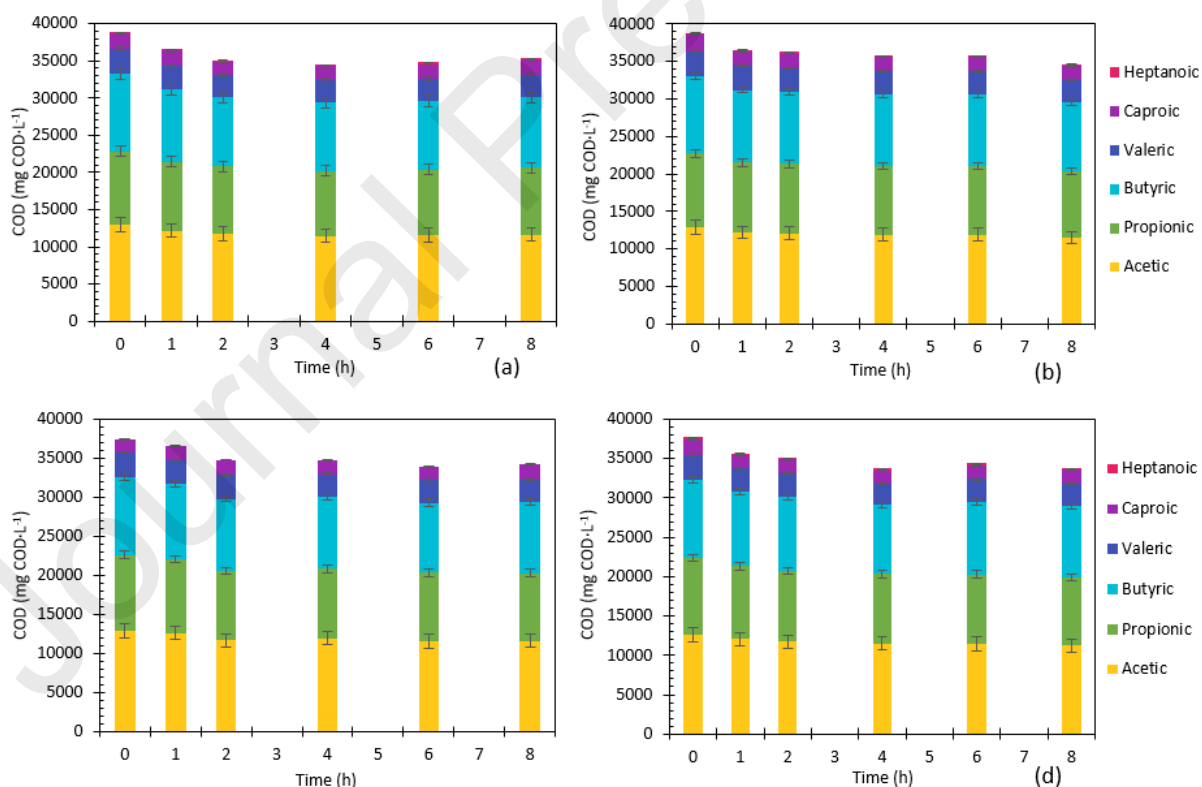 40000
35000
30000
25000
20000
15000
10000
5000
0
COD (mg COD·L⁻¹)
0 1 2 3 4 5 6 7 8
Time (h)
(a)
40000
35000
30000
25000
20000
15000
10000
5000
0
COD (mg COD·L⁻¹)
0 1 2 3 4 5 6 7 8
Time (h)
(b)
Heptanoic
Caproic
Valeric
Butyric
Propionic
Acetic
40000
35000
30000
25000
20000
15000
10000
5000
0
COD (mg COD·L⁻¹)
0 1 2 3 4 5 6 7 8
Time (h)
40000
35000
30000
25000
20000
15000
10000
5000
0
COD (mg COD·L⁻¹)
0 1 2 3 4 5 6 7 8
Time (h)
(d)
Heptanoic
Caproic
Valeric
Butyric
Propionic
Acetic
Journal Pre